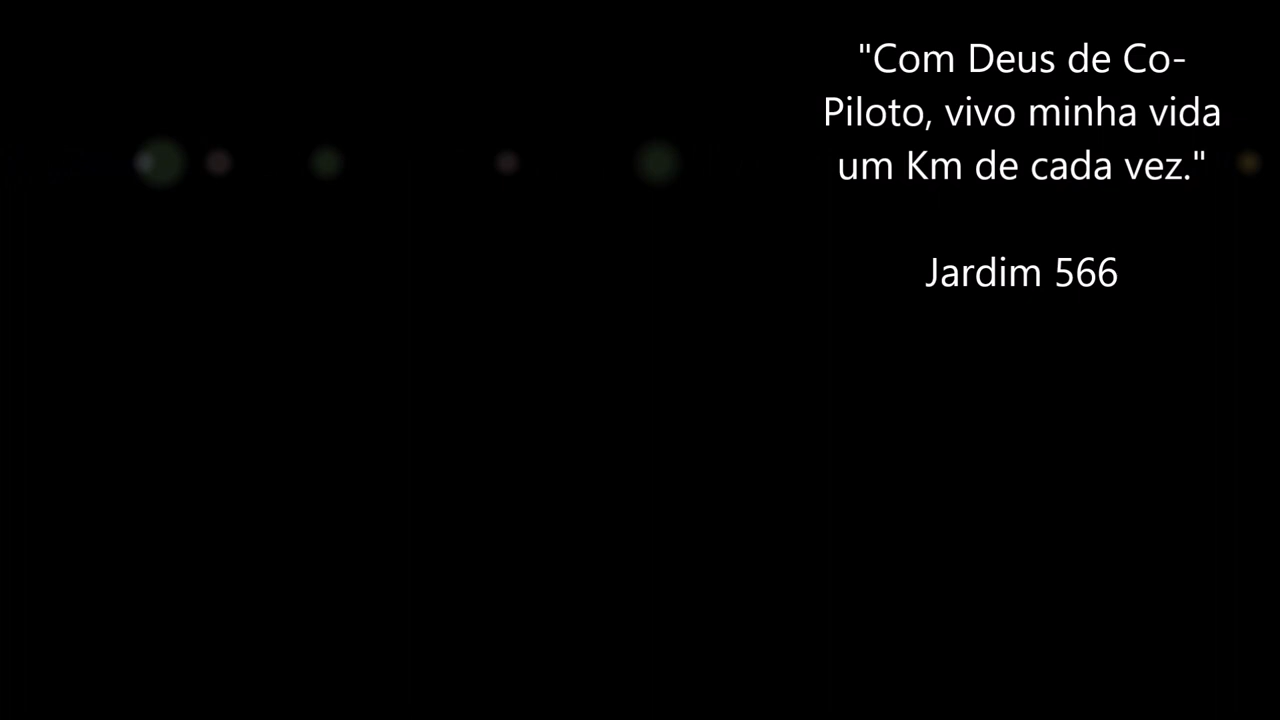 "Com Deus de Co-
Piloto, vivo minha vida
um Km de cada vez."
Jardim 566